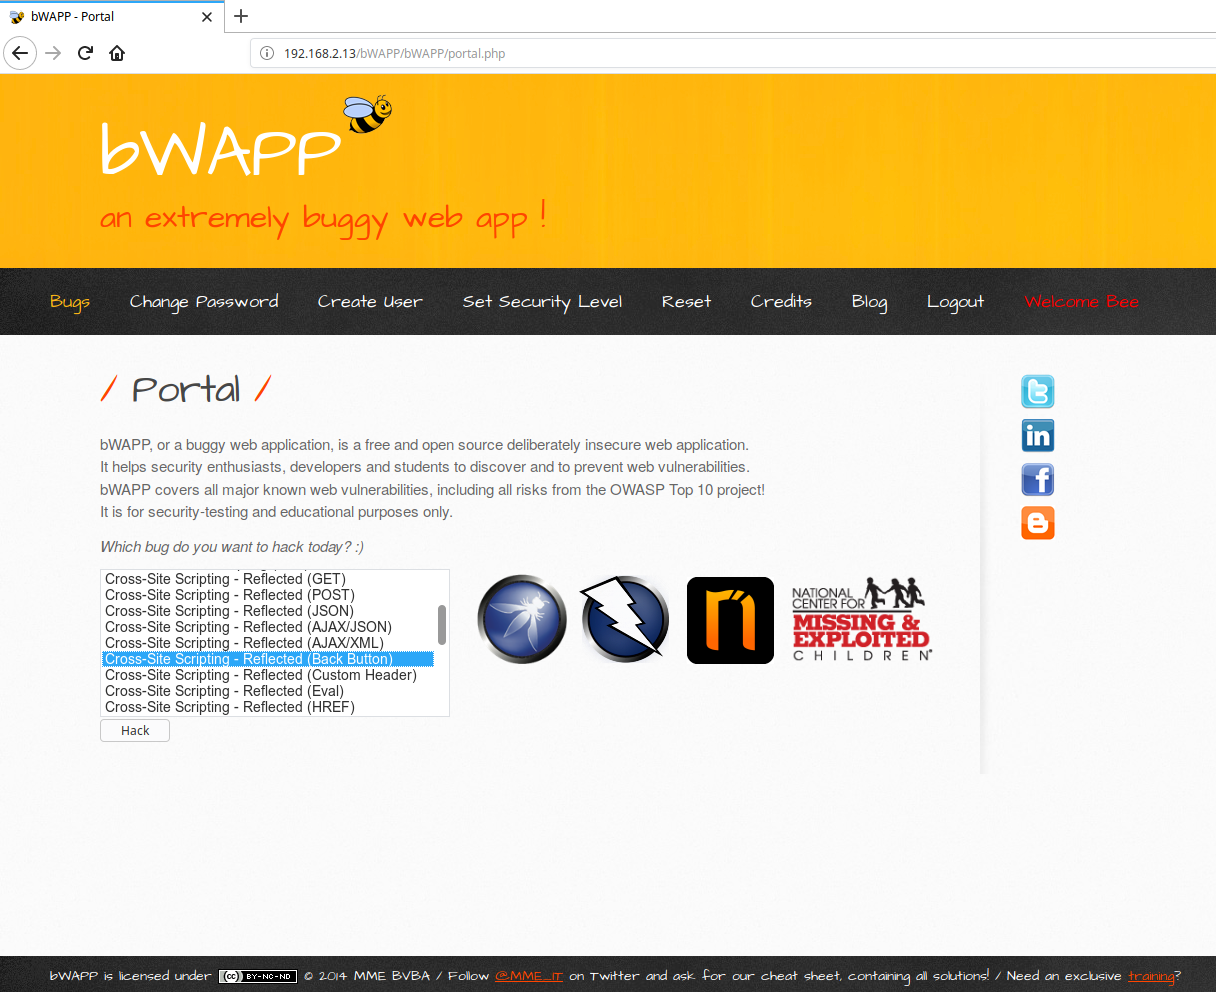 bWAPP - Portal
192.168.2.13/bWAPP/bWAPP/portal.php
bWAPP
an extremely buggy web app !
Bugs Change Password Create User Set Security Level Reset Credits Blog Logout Welcome Bee
/ Portal /
bWAPP, or a buggy web application, is a free and open source deliberately insecure web application.
It helps security enthusiasts, developers and students to discover and to prevent web vulnerabilities.
bWAPP covers all major known web vulnerabilities, including all risks from the OWASP Top 10 project!
It is for security-testing and educational purposes only.
Which bug do you want to hack today? :)
Cross-Site Scripting - Reflected (GET)
Cross-Site Scripting - Reflected (POST)
Cross-Site Scripting - Reflected (JSON)
Cross-Site Scripting - Reflected (AJAX/JSON)
Cross-Site Scripting - Reflected (AJAX/XML)
Cross-Site Scripting - Reflected (Back Button)
Cross-Site Scripting - Reflected (Custom Header)
Cross-Site Scripting - Reflected (Eval)
Cross-Site Scripting - Reflected (HREF)
Hack
NATIONAL
CENTER FOR
MISSING &
EXPLOITED
CHILDREN®
bWAPP is licensed under (cc) BY-NC-ND © 2014 MME BVBA / Follow @MME_IT on Twitter and ask for our cheat sheet, containing all solutions! / Need an exclusive training?